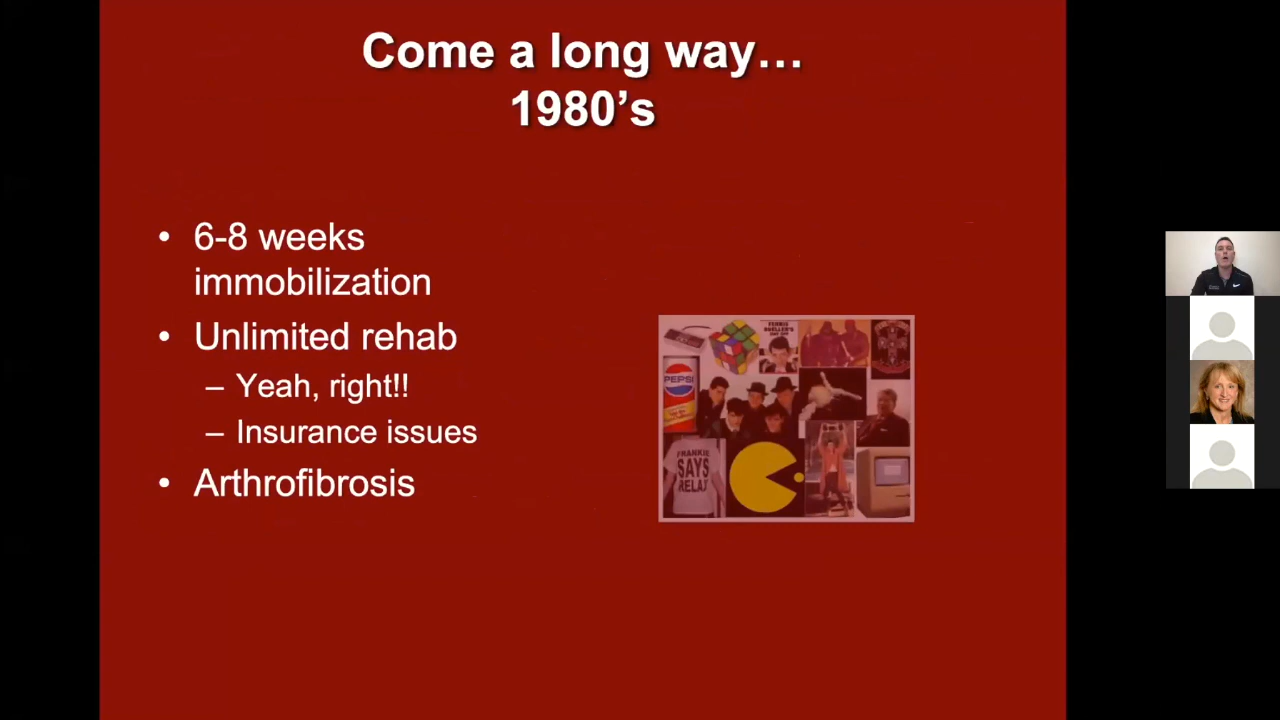 Come a long way…
1980’s
• 6-8 weeks
immobilization
• Unlimited rehab
– Yeah, right!!
– Insurance issues
• Arthrofibrosis
PEPSI
FRANKIE
SAYS
RELAX